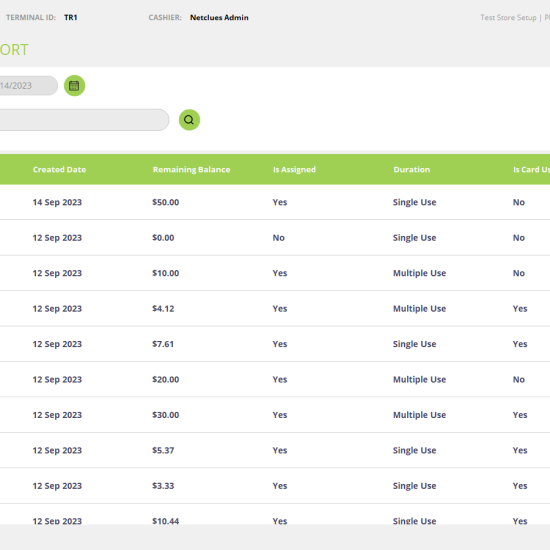 TERMINAL ID: TR1 CASHIER: Netclues Admin Test Store Setup |
ORT
14/2023
Created Date Remaining Balance Is Assigned Duration Is Card Us
14 Sep 2023 $50.00 Yes Single Use No
12 Sep 2023 $0.00 No Single Use No
12 Sep 2023 $10.00 Yes Multiple Use No
12 Sep 2023 $4.12 Yes Multiple Use Yes
12 Sep 2023 $7.61 Yes Single Use Yes
12 Sep 2023 $20.00 Yes Multiple Use No
12 Sep 2023 $30.00 Yes Multiple Use Yes
12 Sep 2023 $5.37 Yes Single Use Yes
12 Sep 2023 $3.33 Yes Single Use Yes
12 Sep 2023 $10.44 Yes Single Use Yes